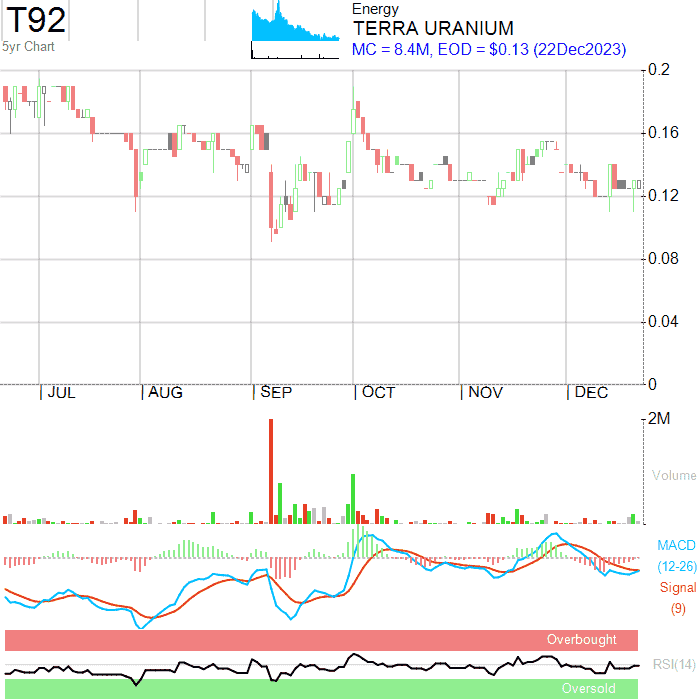 T92
5yr Chart
Energy
TERRA URANIUM
MC = 8.4M, EOD = $0.13 (22Dec2023)
0.2
0.16
0.12
0.08
0.04
0
| JUL | AUG | SEP | OCT | NOV | DEC
2M
Volume
MACD
(12-26)
Signal
(9)
Overbought
RSI(14)
Oversold